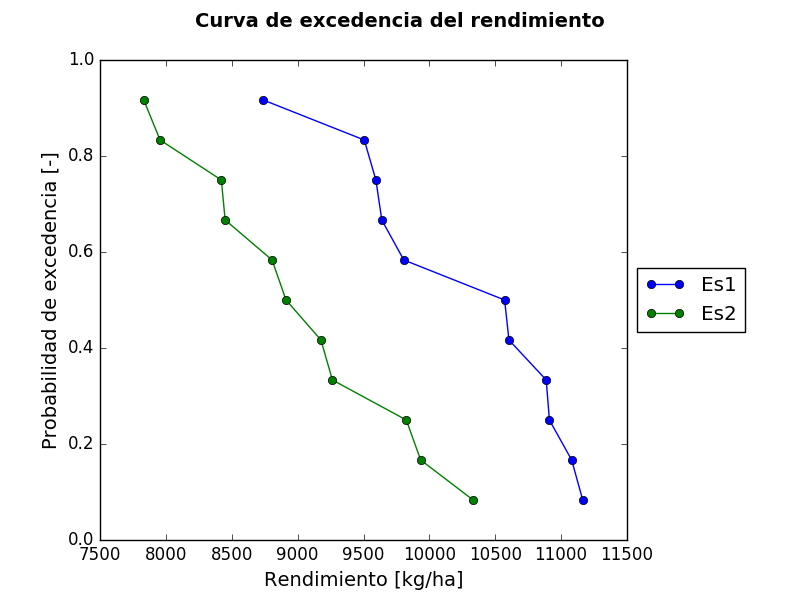 Curva de excedencia del rendimiento
1.0
0.8
0.6
0.4
0.2
0.0
Probabilidad de excedencia [-]
7500 8000 8500 9000 9500 10000 10500 11000 11500
Rendimiento [kg/ha]
Es1
Es2